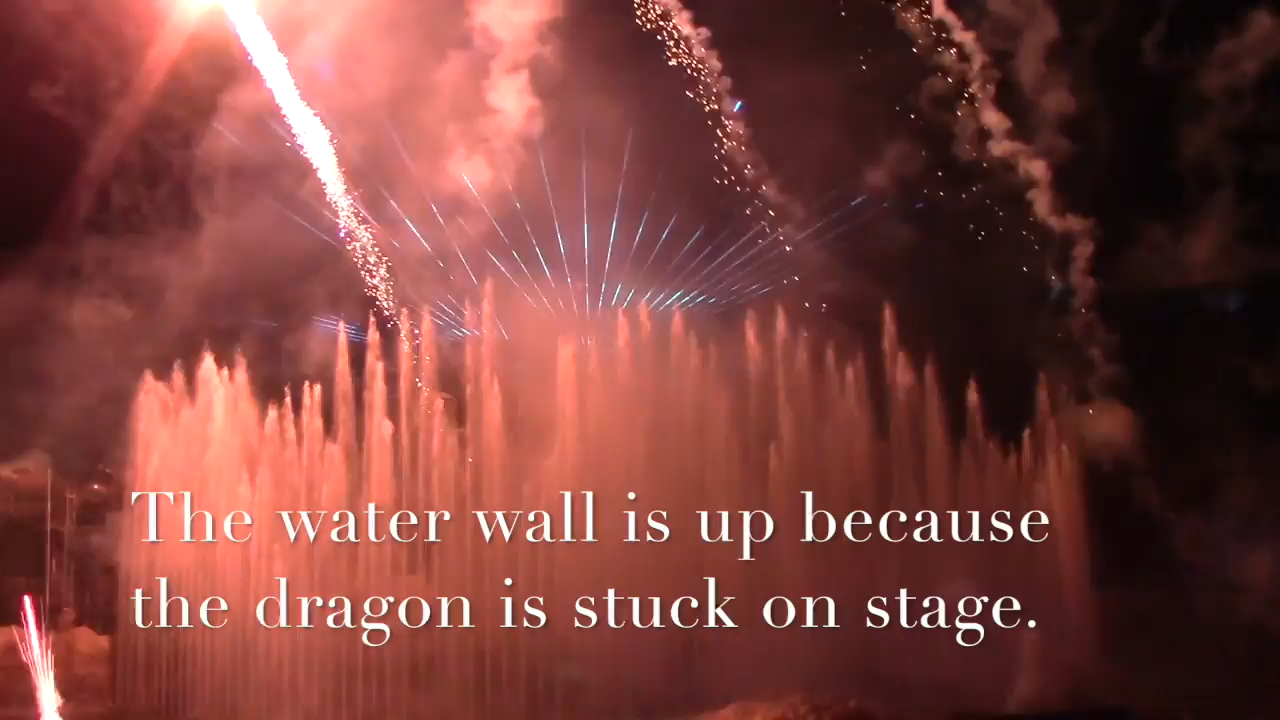 The water wall is up because
the dragon is stuck on stage.